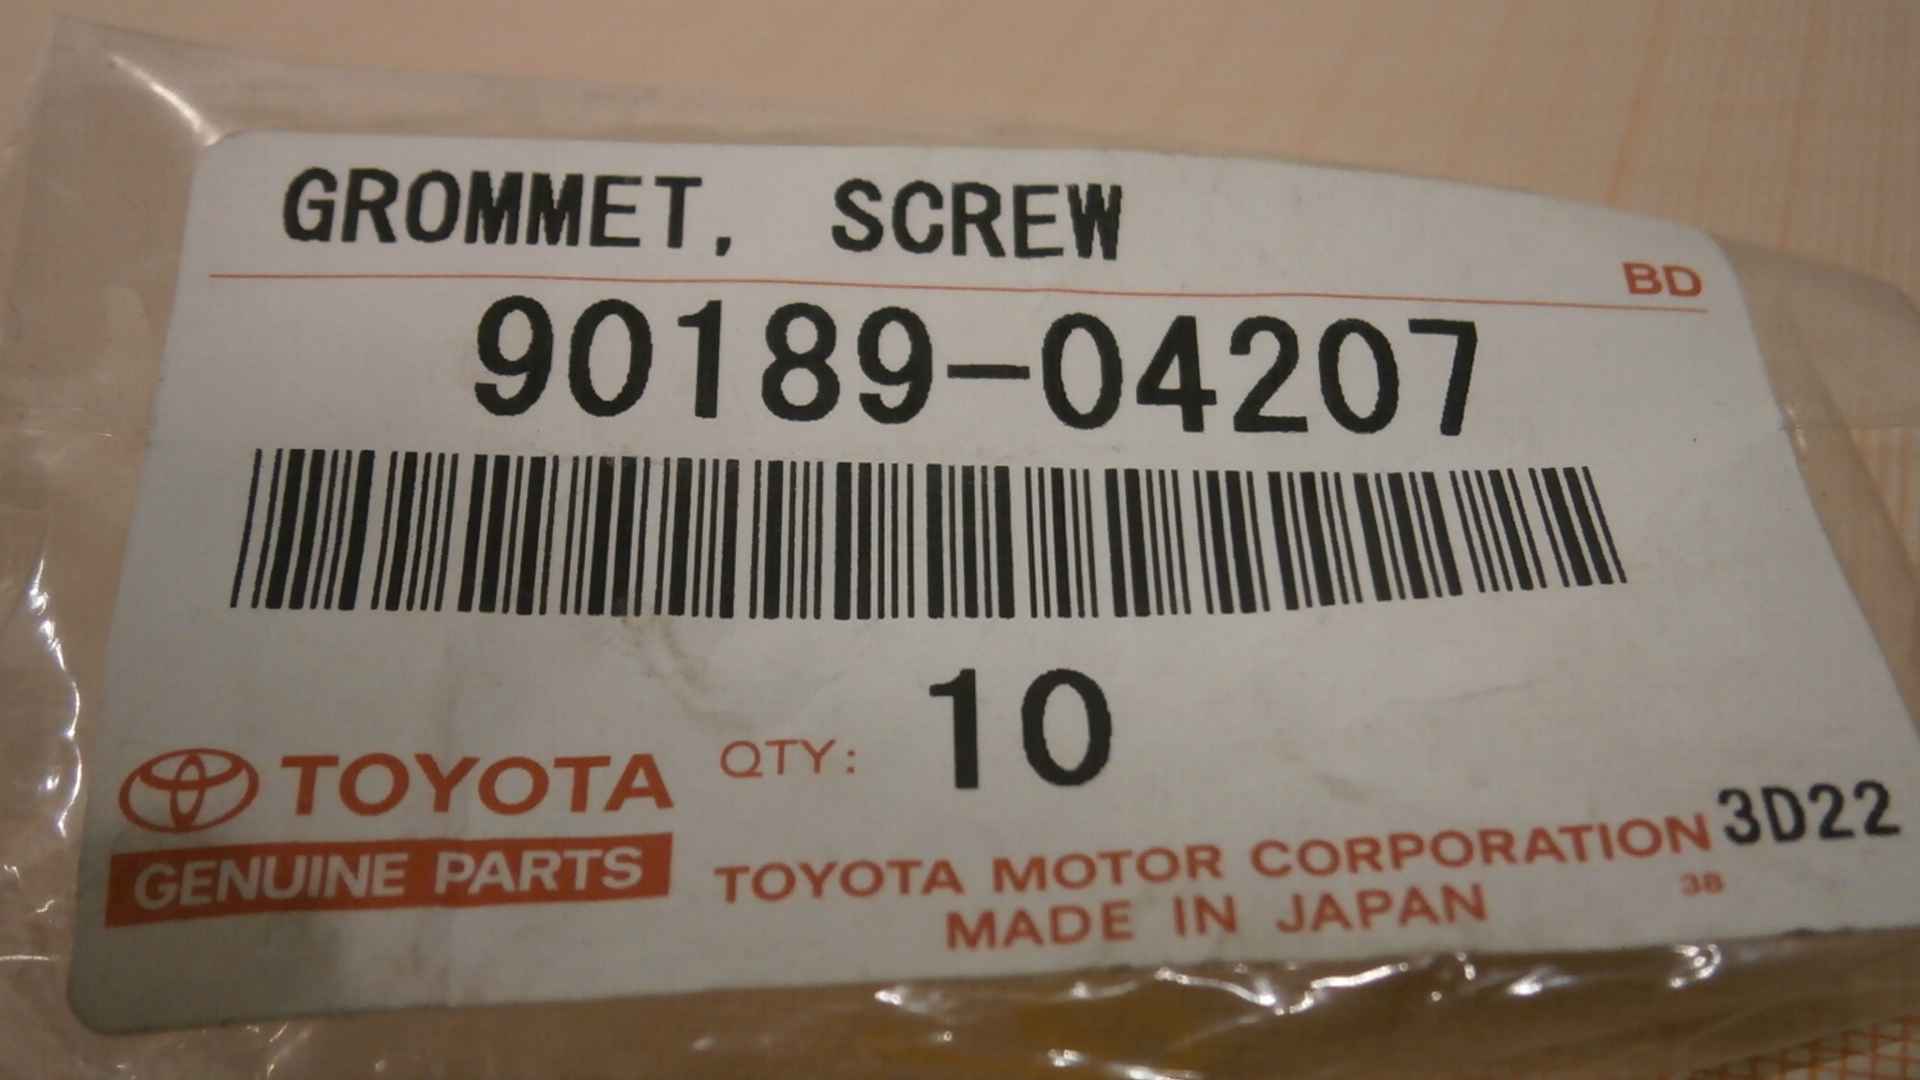 GROMMET, SCREW
BD
90189-04207
QTY: 10
TOYOTA
GENUINE PARTS
3D22
TOYOTA MOTOR CORPORATION
38
MADE IN JAPAN